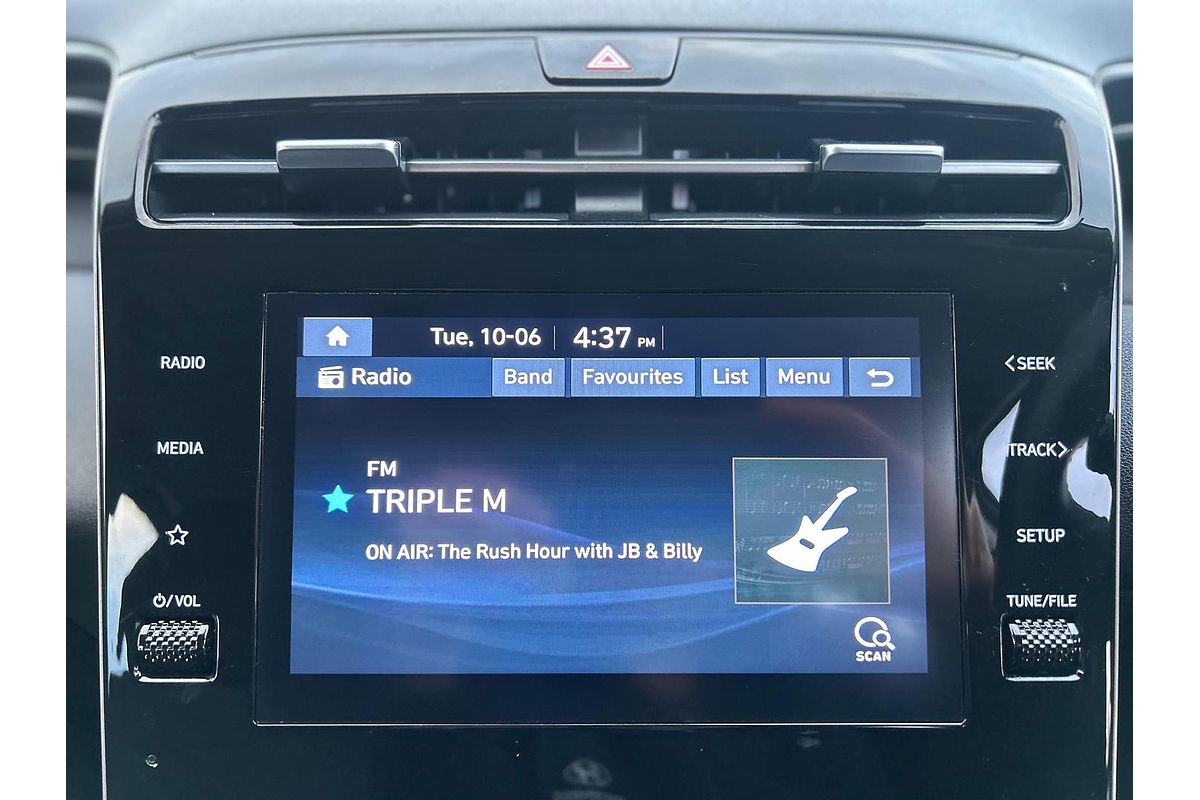 Tue, 10-06 4:37 PM
Radio Band Favourites List Menu
RADIO
MEDIA
/VOL
FM
TRIPLE M
ON AIR: The Rush Hour with JB & Billy
SCAN
<SEEK
TRACK>
SETUP
TUNE/FILE